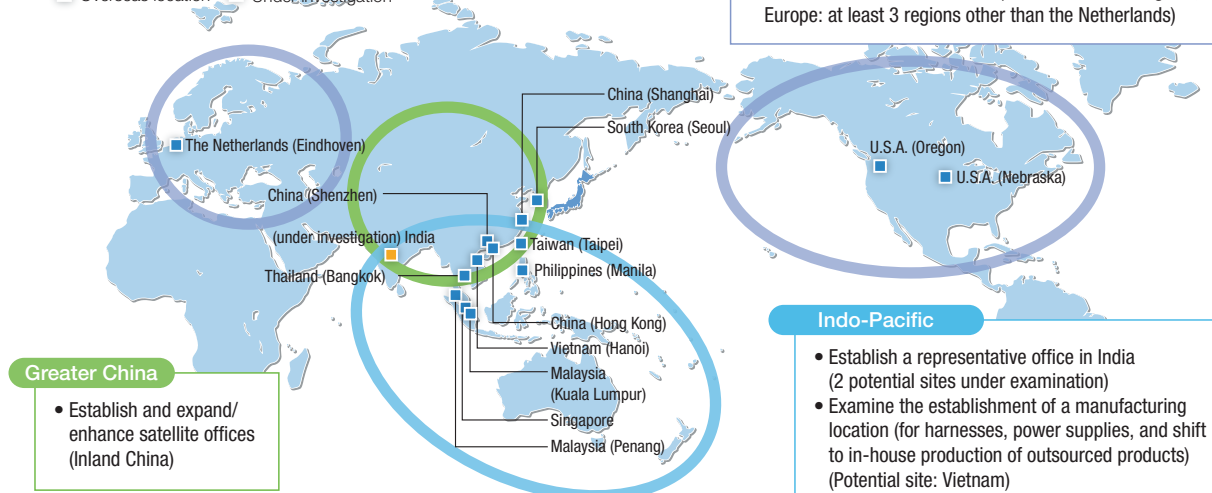 Europe: at least 3 regions other than the Netherlands)
China (Shanghai)
South Korea (Seoul)
The Netherlands (Eindhoven)
U.S.A. (Oregon)
U.S.A. (Nebraska)
China (Shenzhen)
(under investigation) India
Taiwan (Taipei)
Thailand (Bangkok)
Philippines (Manila)
China (Hong Kong)
Vietnam (Hanoi)
Malaysia
(Kuala Lumpur)
Singapore
Malaysia (Penang)
Greater China
• Establish and expand/
enhance satellite offices
(Inland China)
Indo-Pacific
• Establish a representative office in India
(2 potential sites under examination)
• Examine the establishment of a manufacturing
location (for harnesses, power supplies, and shift
to in-house production of outsourced products)
(Potential site: Vietnam)